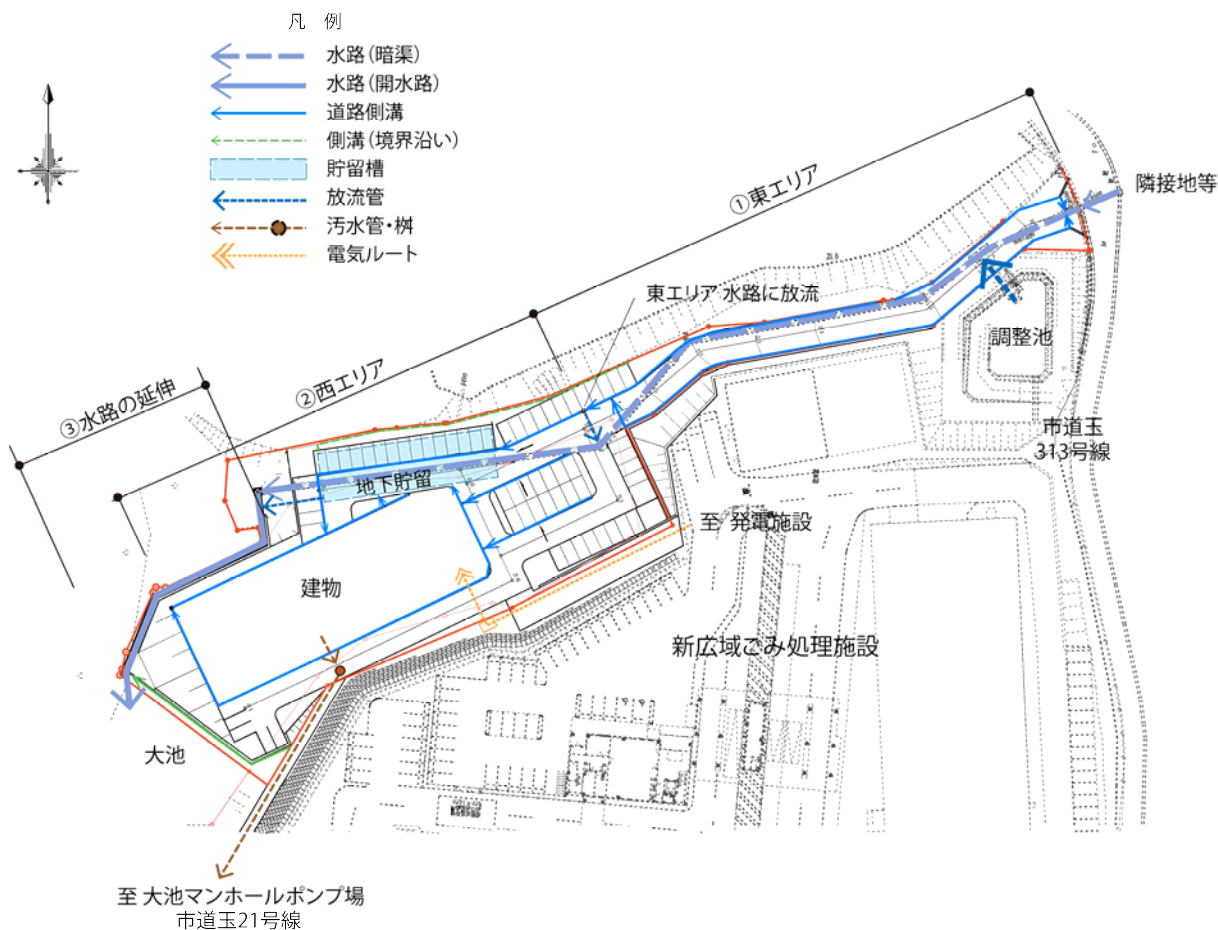 凡 例
水路（暗渠）
水路（開水路）
道路側溝
側溝（境界沿い）
貯留槽
放流管
汚水管・桝
電気ルート
①東エリア
隣接地等
東エリア 水路に放流
調整池
②西エリア
③水路の延伸
市道玉
313号線
地下貯留
至 発電施設
建物
新広域ごみ処理施設
大池
至 大池マンホールポンプ場
市道玉21号線